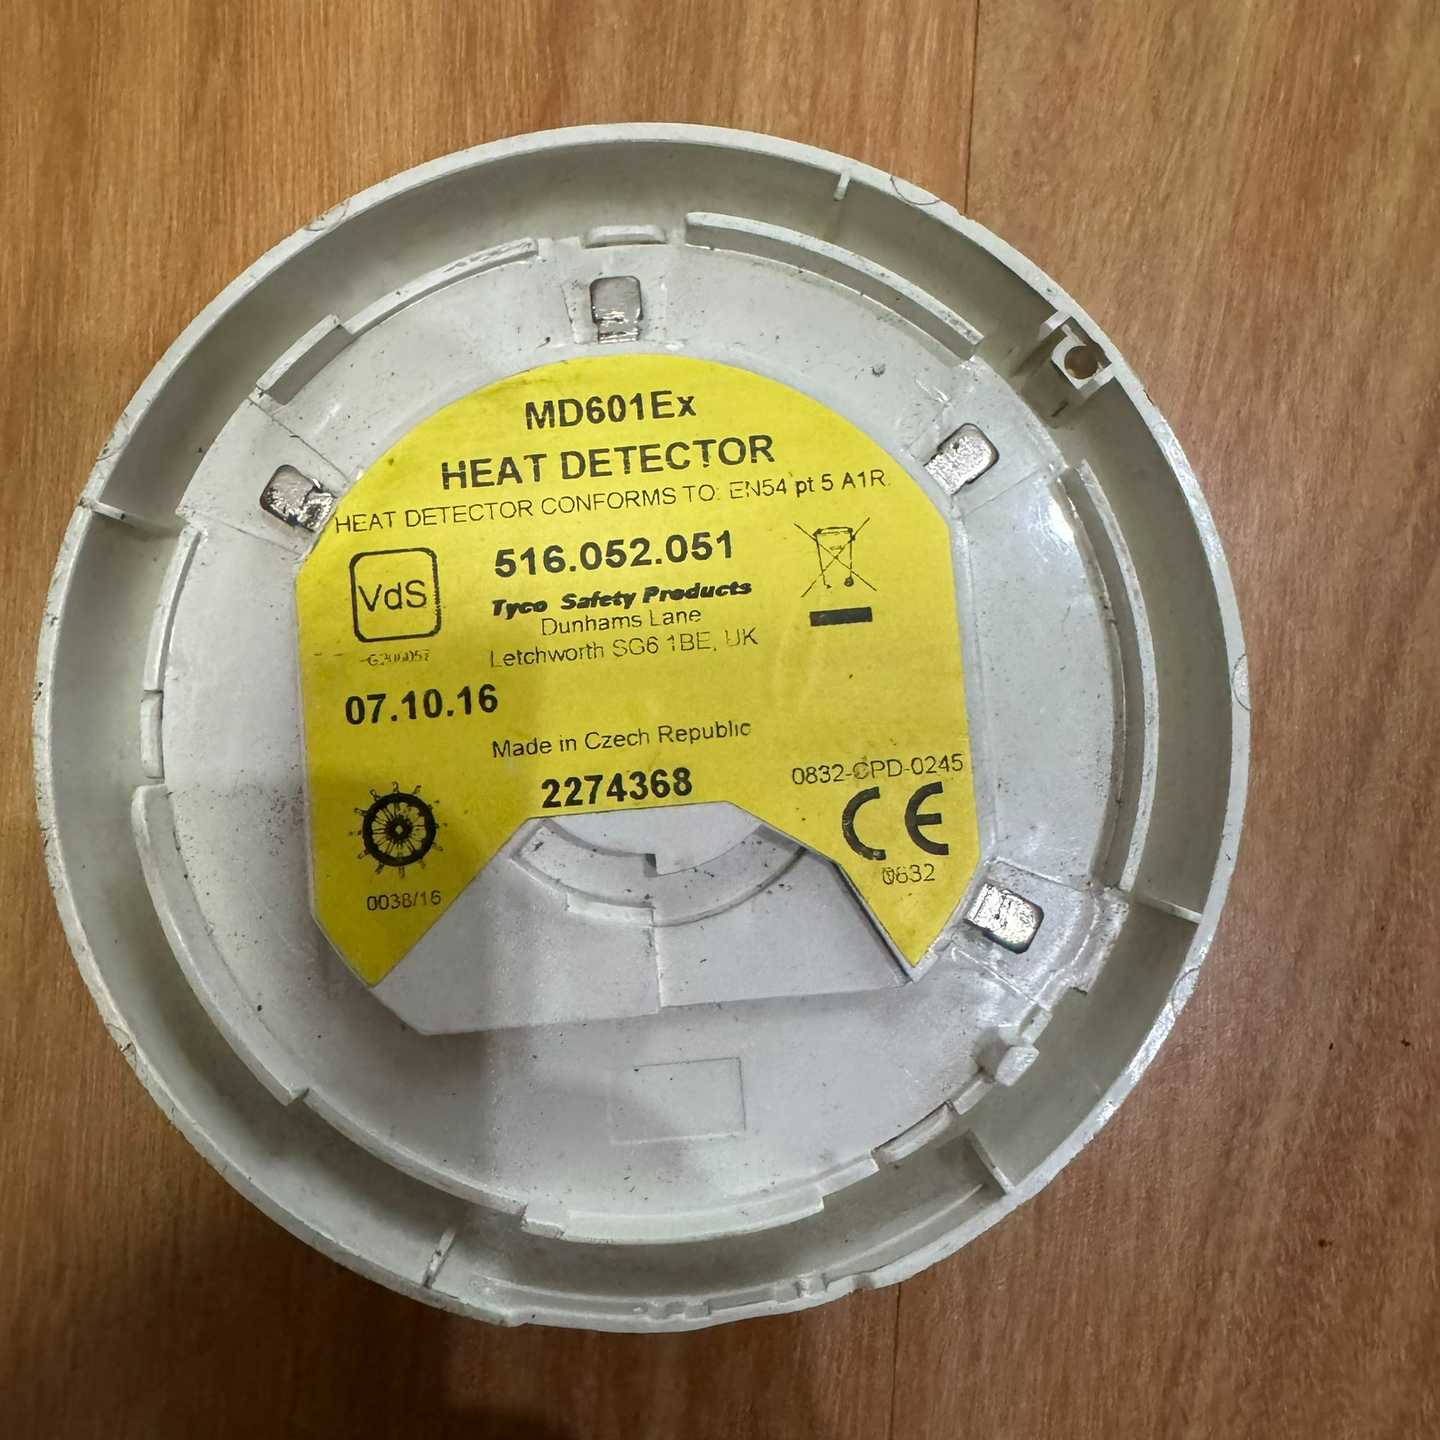 MD601Ex
HEAT DETECTOR
HEAT DETECTOR CONFORMS TO: EN54 pt 5 A1R.
516.052.051
VdS
Tyco Safety Products
Dunhams Lane
Letchworth SG6 1BE, UK
07.10.16
Made in Czech Republic
2274368
0832-CPD-0245
CE
0832
0038/16